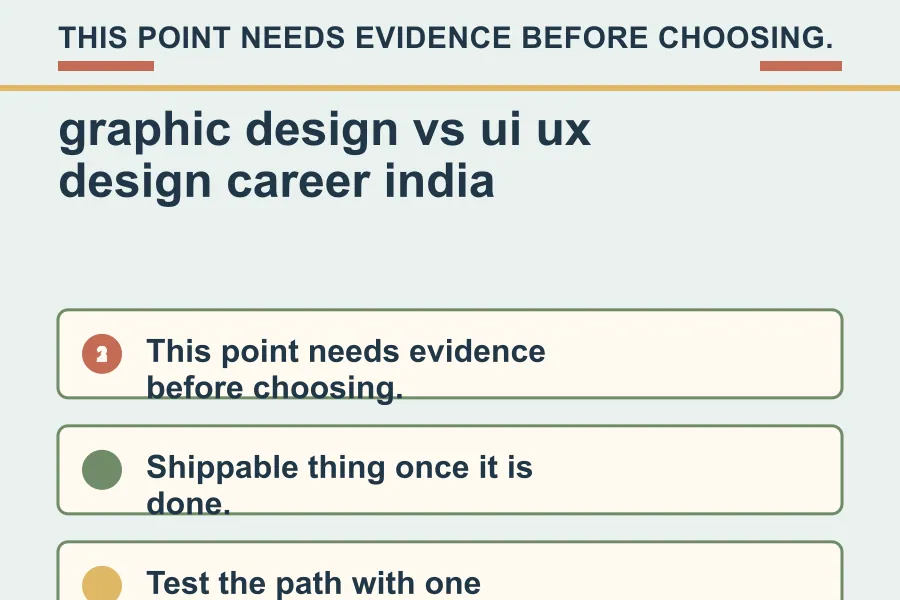 THIS POINT NEEDS EVIDENCE BEFORE CHOOSING.
graphic design vs ui ux
design career india
This point needs evidence
before choosing.
Shippable thing once it is
done.
Test the path with one